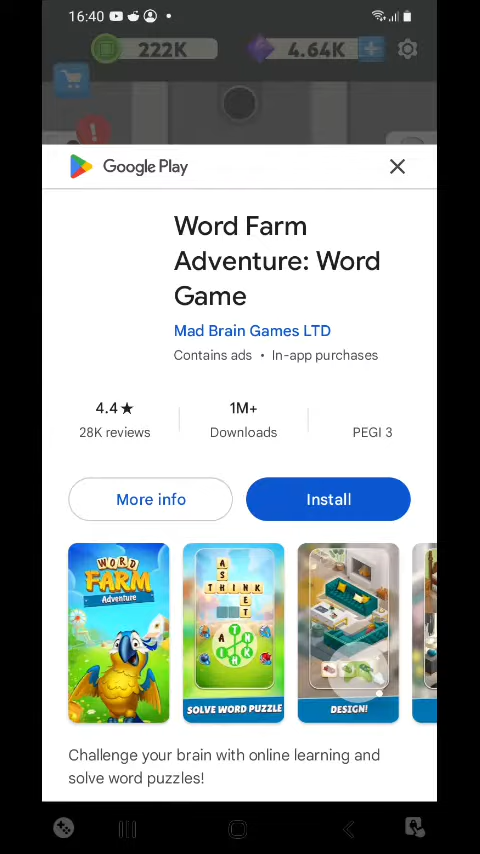 16:40
222K
4.64K
Google Play
Word Farm
Adventure: Word
Game
Mad Brain Games LTD
Contains ads • In-app purchases
4.4★
28K reviews
1M+
Downloads
PEGI 3
More info
Install
WORD
FARM
Adventure
A
S
THINK
E
T
T
N
K
H
I
A
SOLVE WORD PUZZLE
DESIGN!
Challenge your brain with online learning and
solve word puzzles!